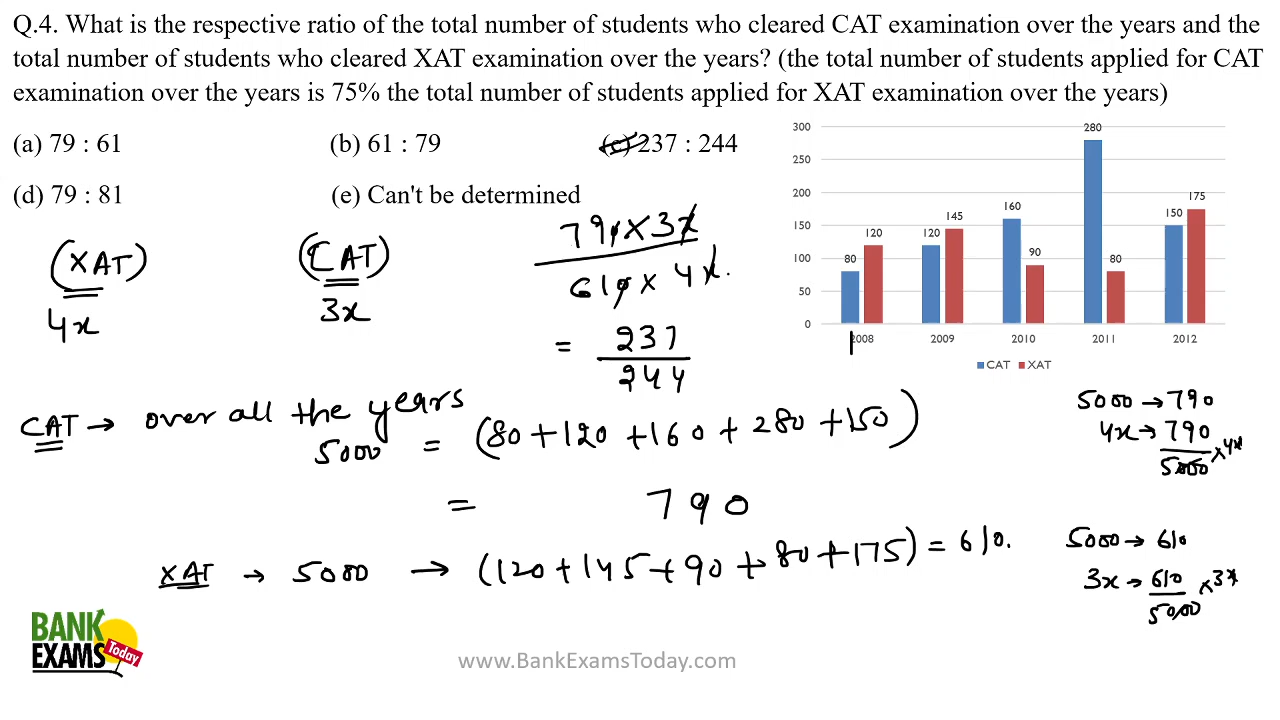 Q.4. What is the respective ratio of the total number of students who cleared CAT examination over the years and the
total number of students who cleared XAT examination over the years? (the total number of students applied for CAT
examination over the years is 75% the total number of students applied for XAT examination over the years)
(a) 79 : 61
(b) 61 : 79
(c) 237 : 244
(d) 79 : 81
(e) Can't be determined
300
250
200
150
100
50
0
80
120
120
145
160
90
280
80
150
175
2008
2009
2010
2011
2012
CAT
XAT
(XAT)
4x
(CAT)
3x
790 X 3x
610 x 4x.
= 237
244
CAT → over all the years
5000 = (80+120+160+280+150)
= 790
XAT → 5000 → (120+145+90+80+175) = 610.
5000 → 790
4x → 790
5000 x 4x
5000 → 610
3x → 610 x 3x
5000
BANK
EXAMS
Today
www.BankExamsToday.com